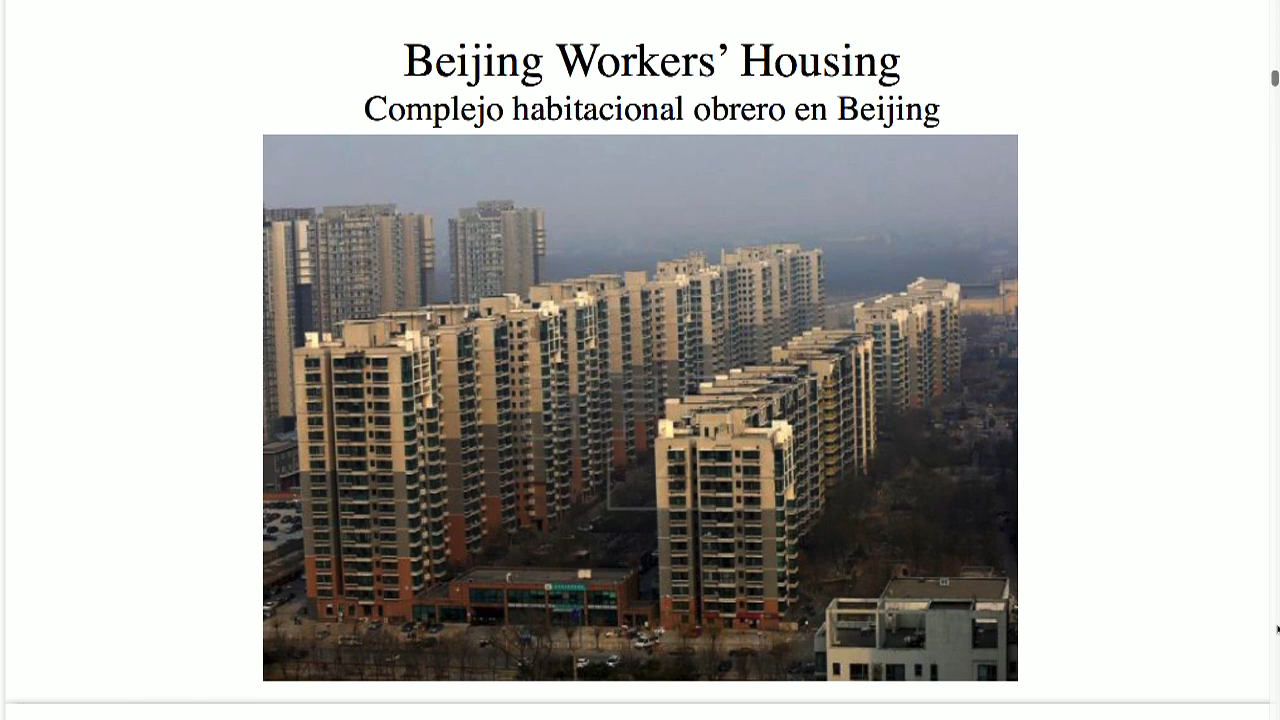 Beijing Workers’ Housing
Complejo habitacional obrero en Beijing